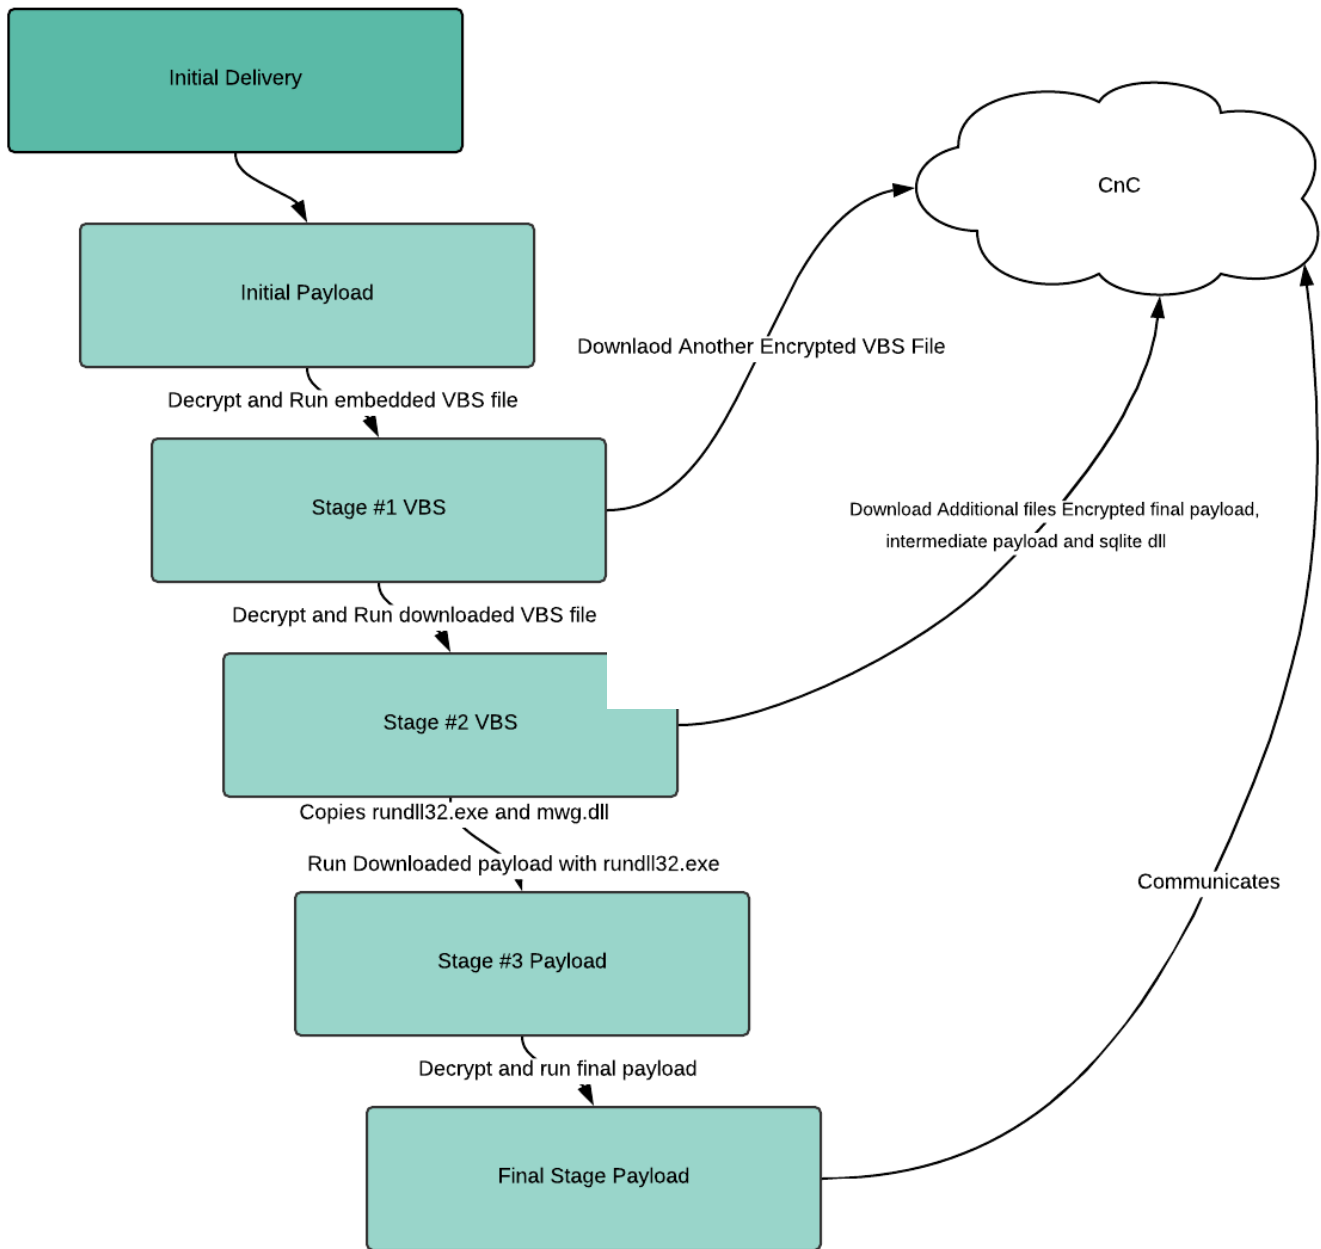 Initial Delivery
CnC
Initial Payload
Downlaod Another Encrypted VBS File
Decrypt and Run embedded VBS file
Stage #1 VBS
Download Additional files Encrypted final payload,
intermediate payload and sqlite dll
Decrypt and Run downloaded VBS file
Stage #2 VBS
Copies rundll32.exe and mwg.dll
Run Downloaded payload with rundll32.exe
Communicates
Stage #3 Payload
Decrypt and run final payload
Final Stage Payload